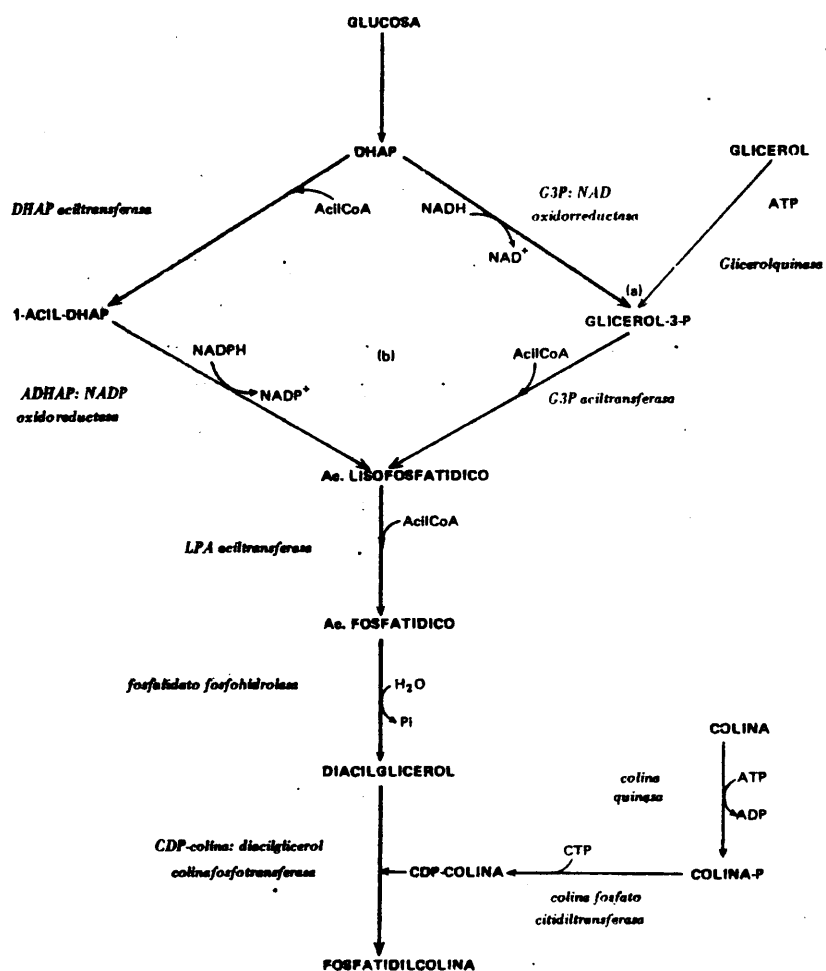 GLUCOSA
DHAP
GLICEROL
DHAP aciltransferasa
AcilCoA
NADH
G3P: NAD
oxidorreductasa
ATP
NAD+
Glicerolquinasa
(a)
1-ACIL-DHAP
GLICEROL-3-P
NADPH
(b)
AcilCoA
ADHAP: NADP
oxidoreductasa
NADP+
G3P aciltransferasa
Ac. LISOFOSFATIDICO
AcilCoA
LPA aciltransferasa
Ac. FOSFATIDICO
fosfatidato fosfohidrolasa
H2O
Pi
COLINA
DIACILGLICEROL
colina
quinasa
ATP
ADP
CDP-colina: diacilglicerol
colinafosfotransferasa
CTP
CDP-COLINA
COLINA-P
colina fosfato
citidiltransferasa
FOSFATIDILCOLINA